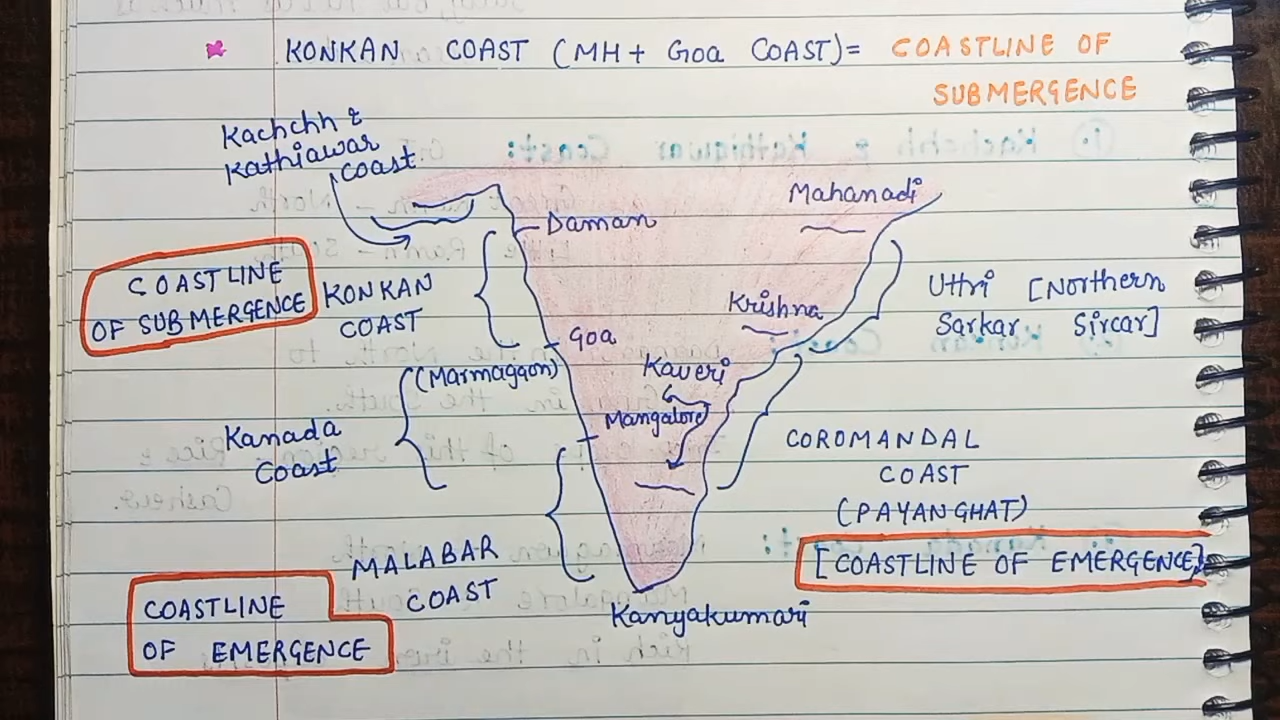 * KONKAN COAST (MH + Goa COAST) = COASTLINE OF
SUBMERGENCE
Kachchh &
Kathiawar
coast
Daman
Mahanadi
COASTLINE
OF SUBMERGENCE
KONKAN
COAST
Krishna
Uttri [Northern
Sarkar Sircar]
Goa
(Marmagaon)
Kaveri
Mangalore
Kanada
Coast
COROMANDAL
COAST
(PAYANGHAT)
[COASTLINE OF EMERGENCE]
MALABAR
COAST
COASTLINE
OF EMERGENCE
Kanyakumari